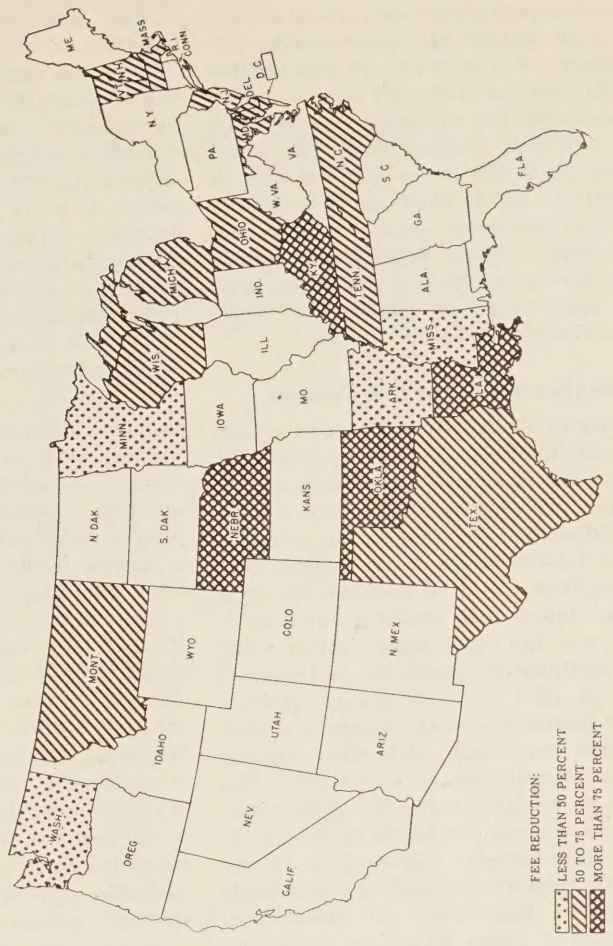 WASH.
OREG.
CALIF
IDAHO
NEV.
MONT.
WYO
UTAH
ARIZ
COLO
N. MEX
N DAK.
S. DAK.
NEBR.
KANS
OKLA.
TEX.
MINN.
IOWA
MO.
ARK.
LA.
WIS.
ILL
MICH.
IND.
OHIO
KY.
TENN.
MISS.
ALA.
GA
FLA.
S.C
N.C.
VA.
W.VA.
PA.
N.Y
ME.
VT.
N.H.
MASS
R.I.
CONN.
N.J.
DEL.
MD.
D.C.
FEE REDUCTION:
LESS THAN 50 PERCENT
50 TO 75 PERCENT
MORE THAN 75 PERCENT